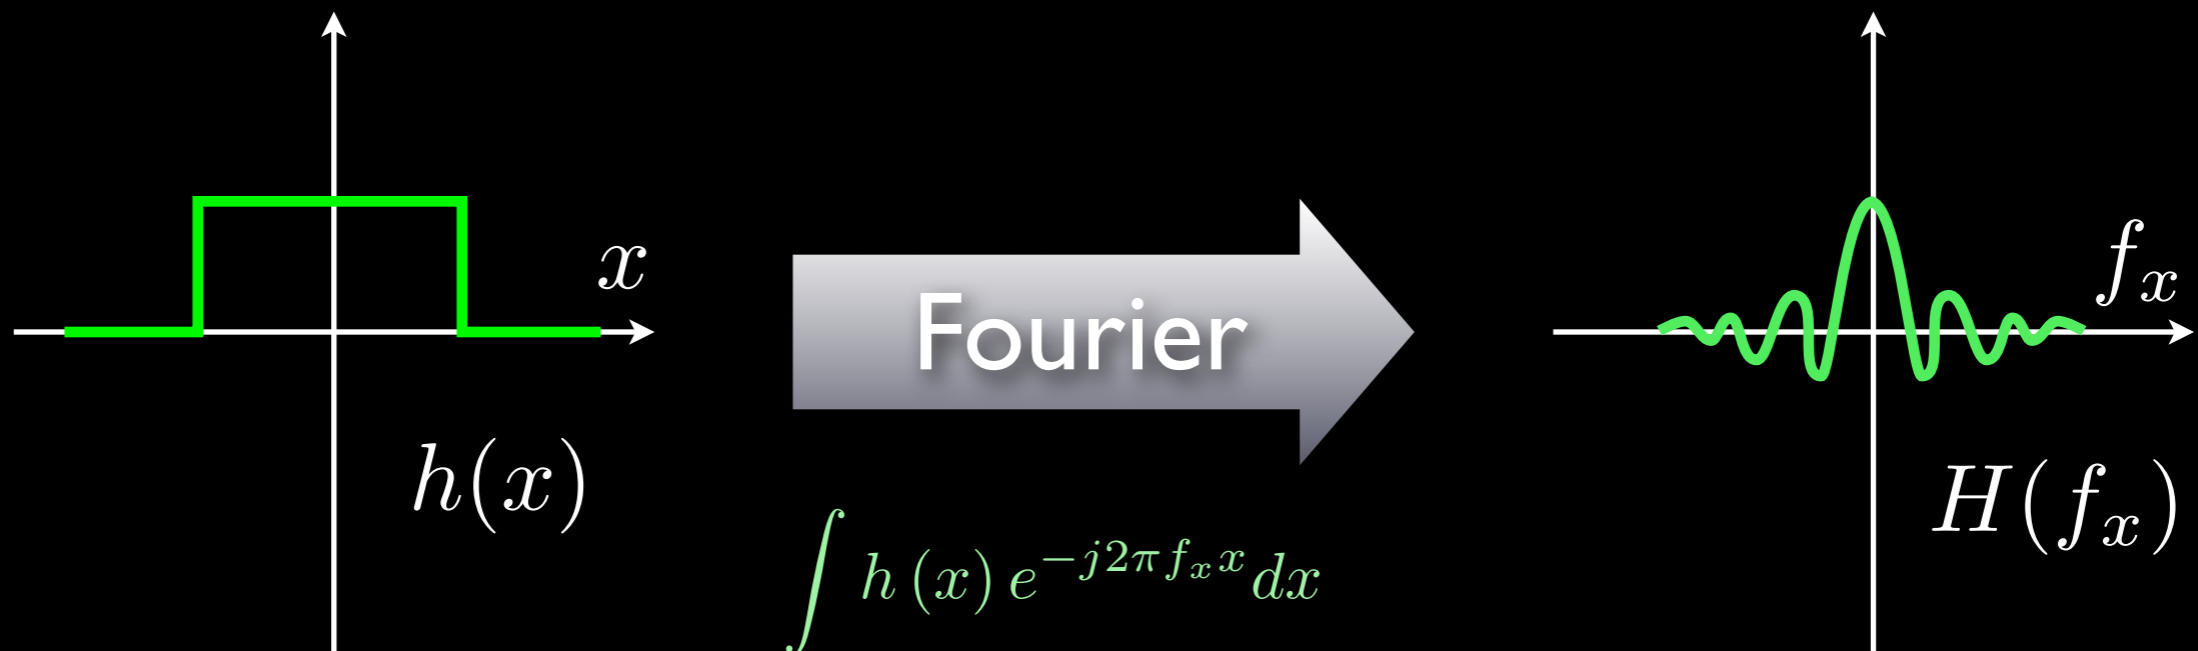 x
h(x)
Fourier
∫ h (x) e^{−j2πf_x x} dx
f_x
H(f_x)